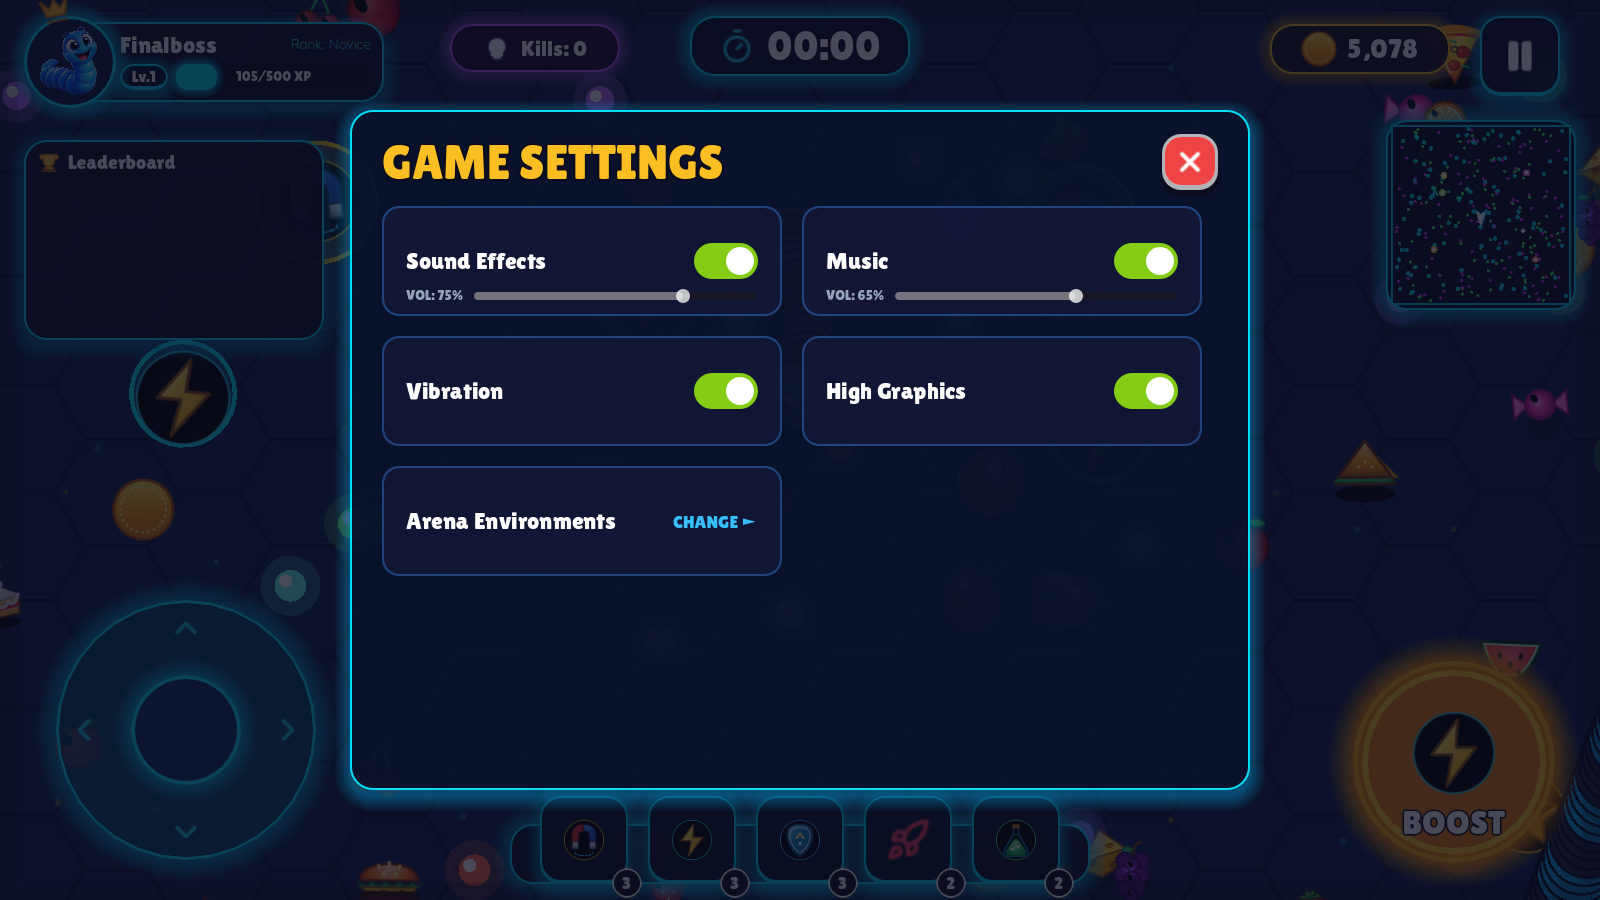 Finalboss
Rank: Novice
Lv.1
105/500 XP
Kills: 0
00:00
5,078
Leaderboard
GAME SETTINGS
Sound Effects
VOL: 75%
Music
VOL: 65%
Vibration
High Graphics
Arena Environments
CHANGE ►
BOOST
3
3
3
2
2